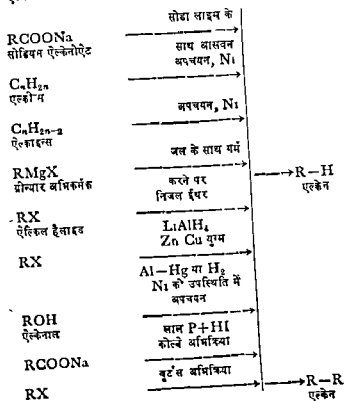 सोडा लाइम के
RCOONa
सोडियम ऐल्केनोऐट
साथ आसवन
अपचयन, Ni
CₙH₂ₙ
एल्कीन
अपचयन, Ni
CₙH₂ₙ₋₂
ऐल्काइन्स
जल के साथ गर्म
RMgX
ग्रीन्यार अभिकर्मक
करने पर
निर्जल ईथर
R—H
एल्केन
RX
ऐल्किल हैलाइड
LiAlH₄
Zn Cu युग्म
RX
Al—Hg या H₂
Ni की उपस्थिति में
अपचयन
ROH
ऐल्केनाल
लाल P+HI
कोल्बे अभिक्रिया
RCOONa
वुर्ट्स अभिक्रिया
RX
R—R
एल्केन